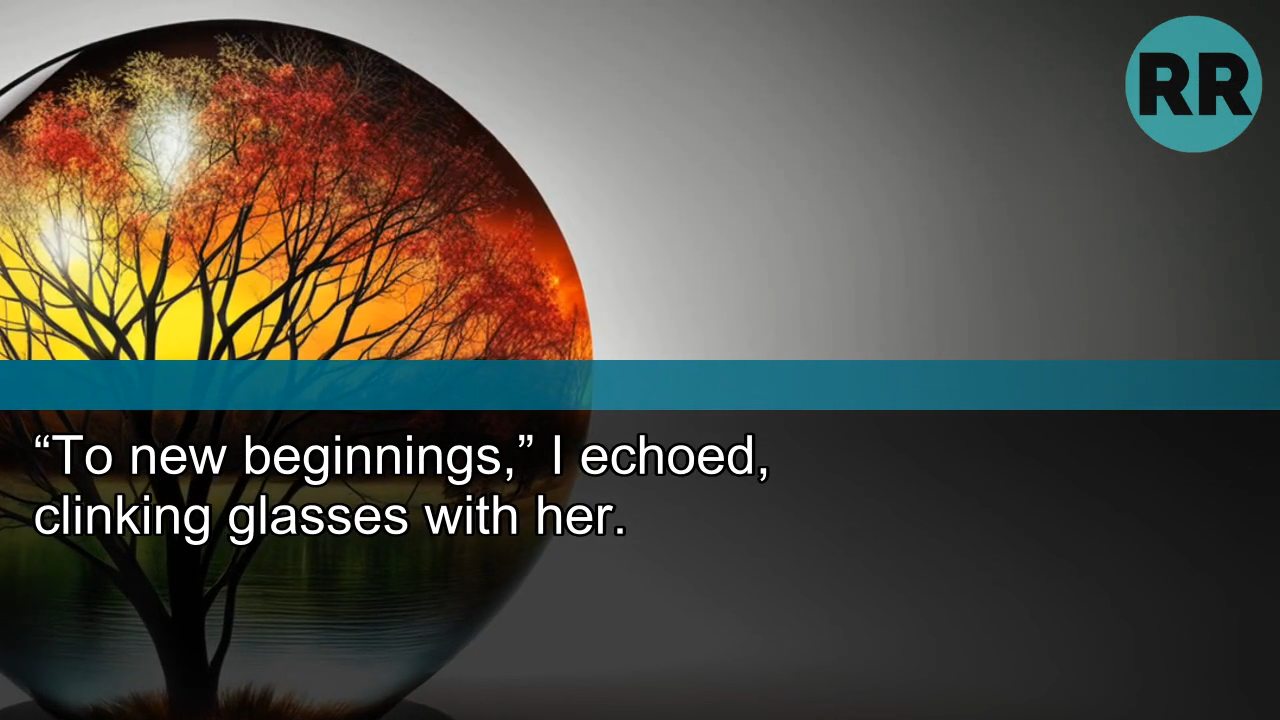 RR
“To new beginnings,” I echoed,
clinking glasses with her.